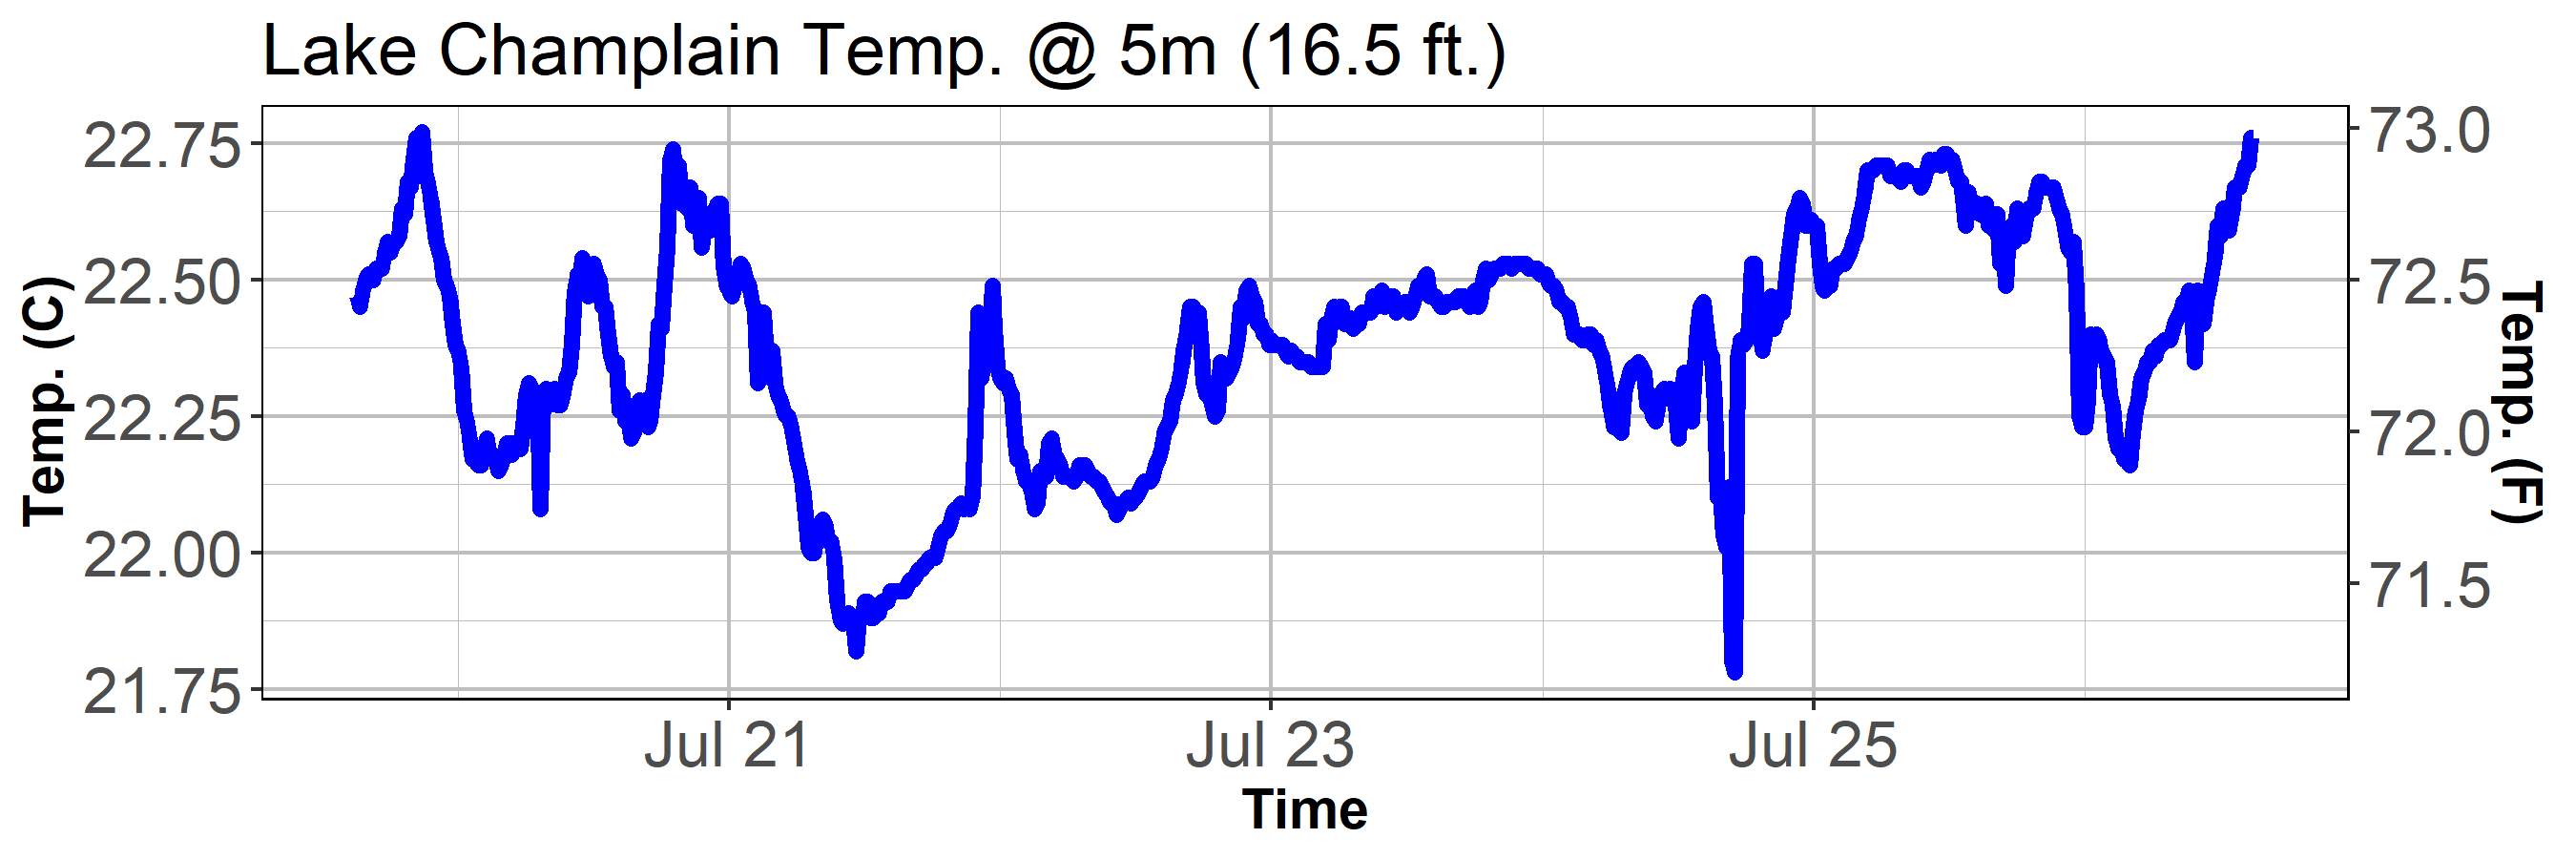 Lake Champlain Temp. @ 5m (16.5 ft.)
Temp. (C)
22.75
22.50
22.25
22.00
21.75
73.0
72.5
72.0
71.5
Temp. (F)
Jul 21
Jul 23
Jul 25
Time